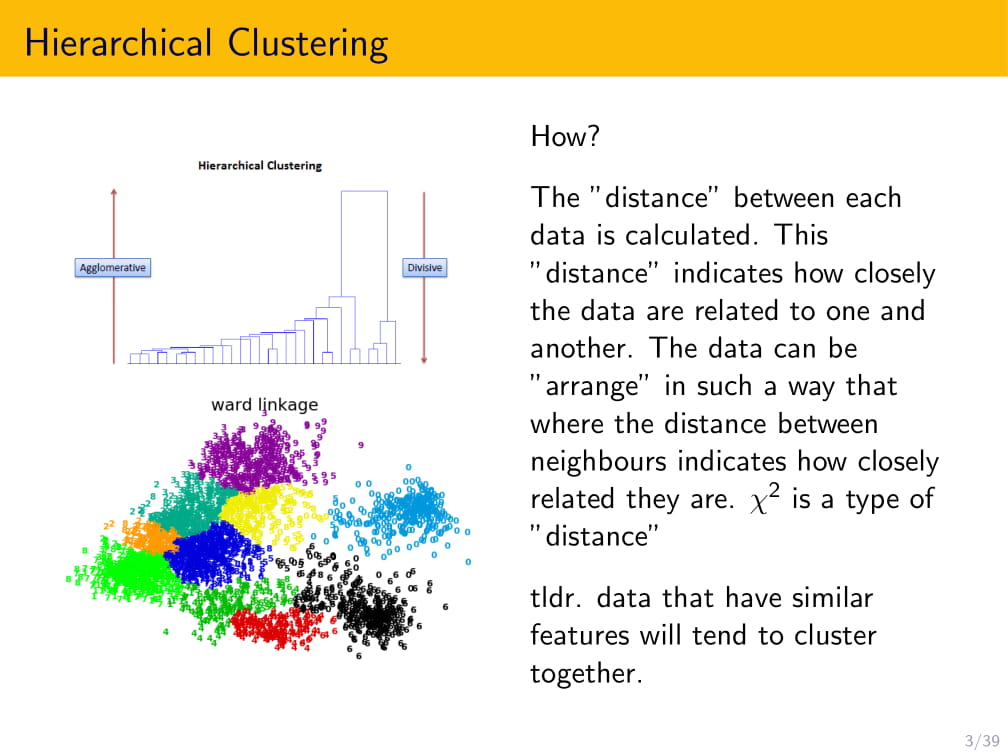 Hierarchical Clustering
Hierarchical Clustering
Agglomerative
Divisive
ward linkage
How?
The ”distance” between each
data is calculated. This
”distance” indicates how closely
the data are related to one and
another. The data can be
”arrange” in such a way that
where the distance between
neighbours indicates how closely
related they are. χ² is a type of
”distance”
tldr. data that have similar
features will tend to cluster
together.
3/39